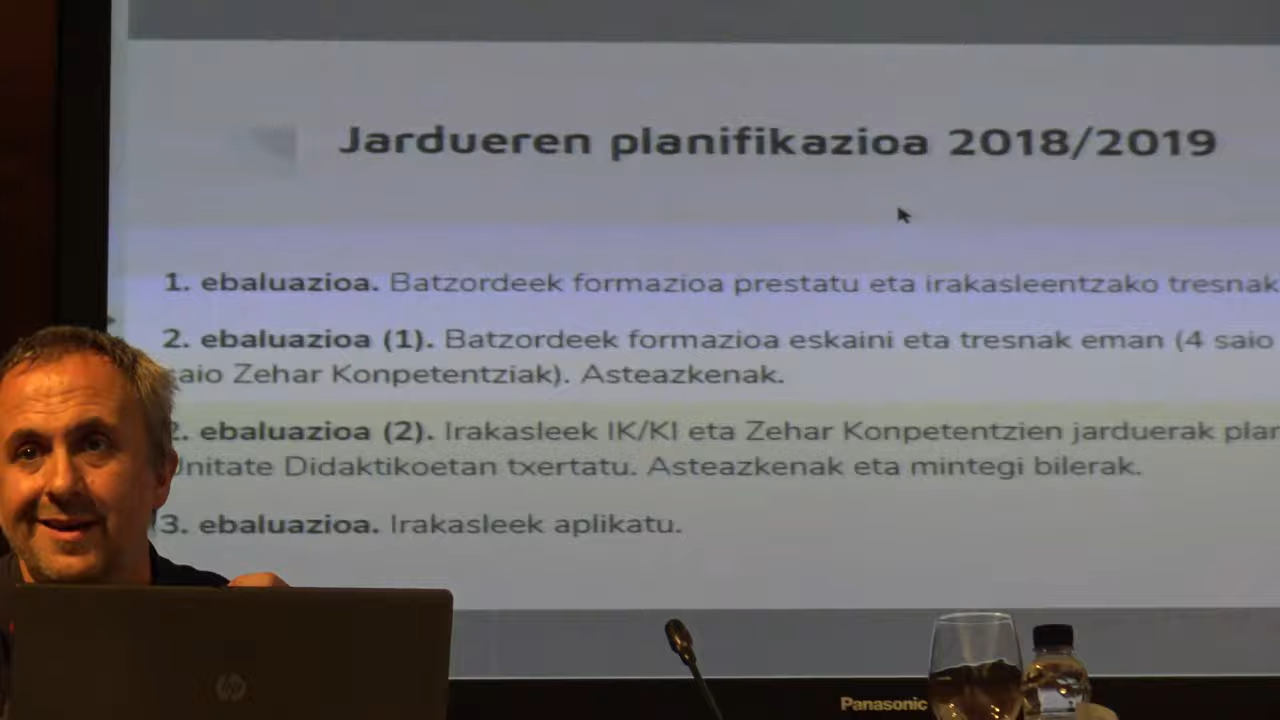 Jardueren planifikazioa 2018/2019
1. ebaluazioa. Batzordeek formazioa prestatu eta irakasleentzako tresnak
2. ebaluazioa (1). Batzordeek formazioa eskaini eta tresnak eman (4 saio
saio Zehar Konpetentziak). Asteazkenak.
2. ebaluazioa (2). Irakasleek IK/KI eta Zehar Konpetentzien jarduerak
Unitate Didaktikoetan txertatu. Asteazkenak eta mintegi bilerak.
3. ebaluazioa. Irakasleek aplikatu.
hp
Panasonic